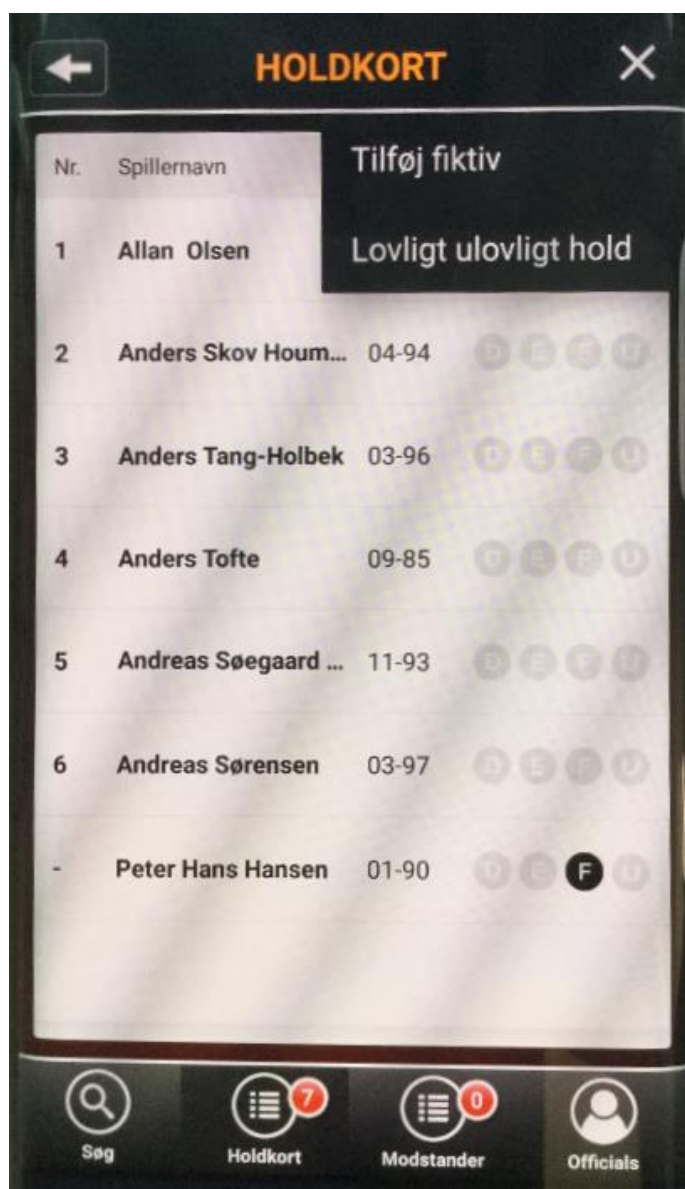 HOLDKORT
Tilføj fiktiv
Nr. Spillernavn
Lovligt ulovligt hold
1 Allan Olsen
2 Anders Skov Houm... 04-94 D E F U
3 Anders Tang-Holbek 03-96 D E F U
4 Anders Tofte 09-85 D E F U
5 Andreas Søegaard ... 11-93 D E F U
6 Andreas Sørensen 03-97 D E F U
- Peter Hans Hansen 01-90 D E F U
7 0
Søg Holdkort Modstander Officials